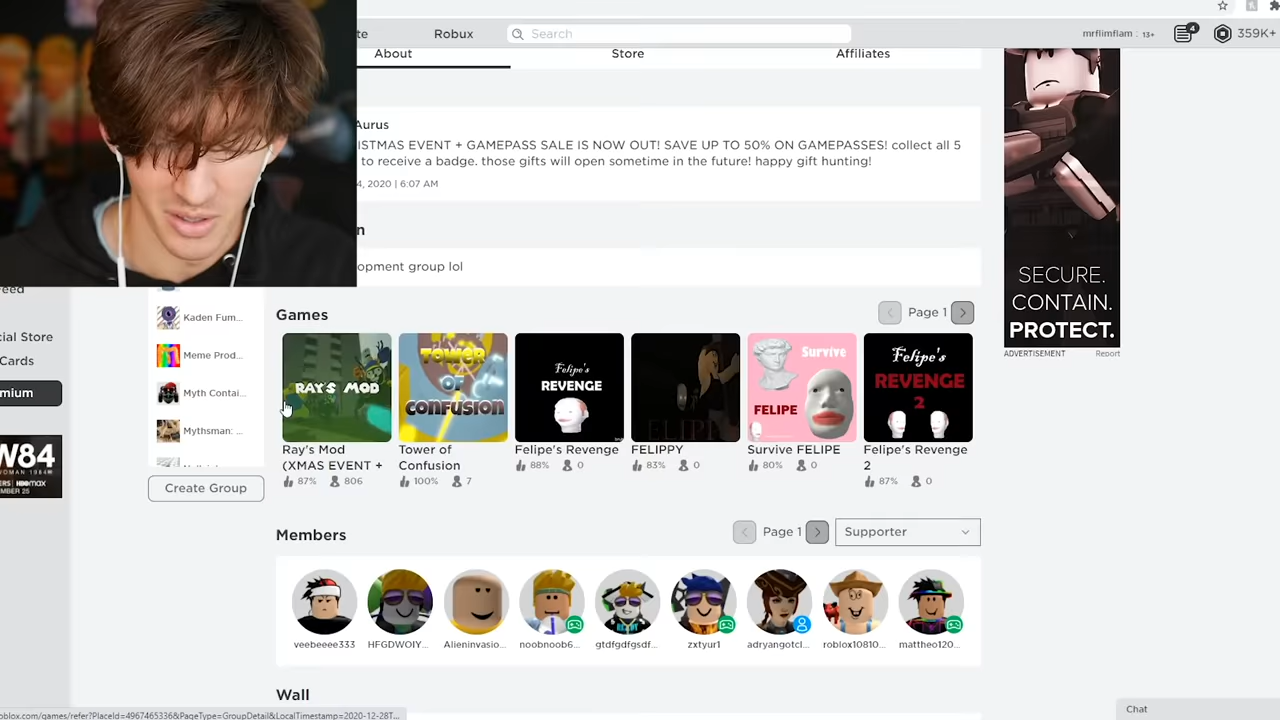 te
Robux
Search
mrflimflam : 13+
4
359K+
About
Store
Affiliates
Aurus
ISTMAS EVENT + GAMEPASS SALE IS NOW OUT! SAVE UP TO 50% ON GAMEPASSES! collect all 5
to receive a badge. those gifts will open sometime in the future! happy gift hunting!
4, 2020 | 6:07 AM
n
opment group lol
eed
cial Store
Cards
mium
W84
WOMAN 1984
HBOmax
MBER 25
Kaden Fum...
Meme Prod...
Myth Contai...
Mythsman: ...
Create Group
Games
Page 1
RAY'S MOD
TOWER
OF
CONFUSION
Felipe's
REVENGE
FELIPPY
Survive
FELIPE
Felipe's
REVENGE
2
Ray's Mod
(XMAS EVENT +
87% 806
Tower of
Confusion
100% 7
Felipe's Revenge
88% 0
FELIPPY
83% 0
Survive FELIPE
80% 0
Felipe's Revenge
2
87% 0
Members
Page 1
Supporter
veebeeee333
HFGDWOIY...
Alieninvasio...
noobnoob6...
gtdfgdfgsdf...
zxtyur1
adryangotcl...
roblox10810...
mattheo120...
Wall
SECURE.
CONTAIN.
PROTECT.
ADVERTISEMENT
Report
Chat
oblox.com/games/refer?PlaceId=4967465336&PageType=GroupDetail&LocalTimestamp=2020-12-28T...